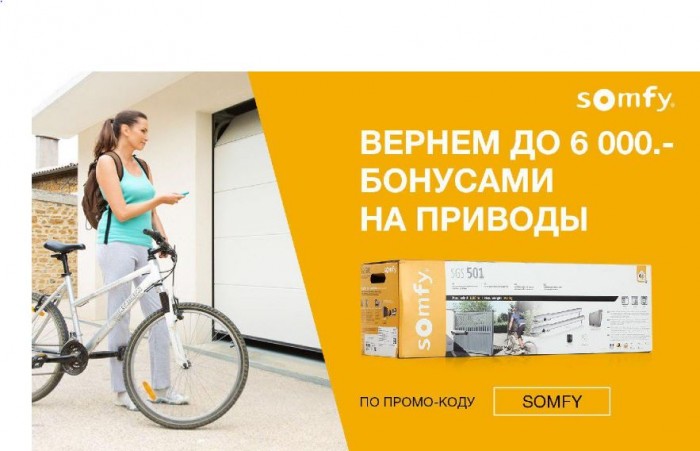 somfy®
ВЕРНЕМ ДО 6 000.-
БОНУСАМИ
НА ПРИВОДЫ
somfy.
SGS 501
ПО ПРОМО-КОДУ
SOMFY